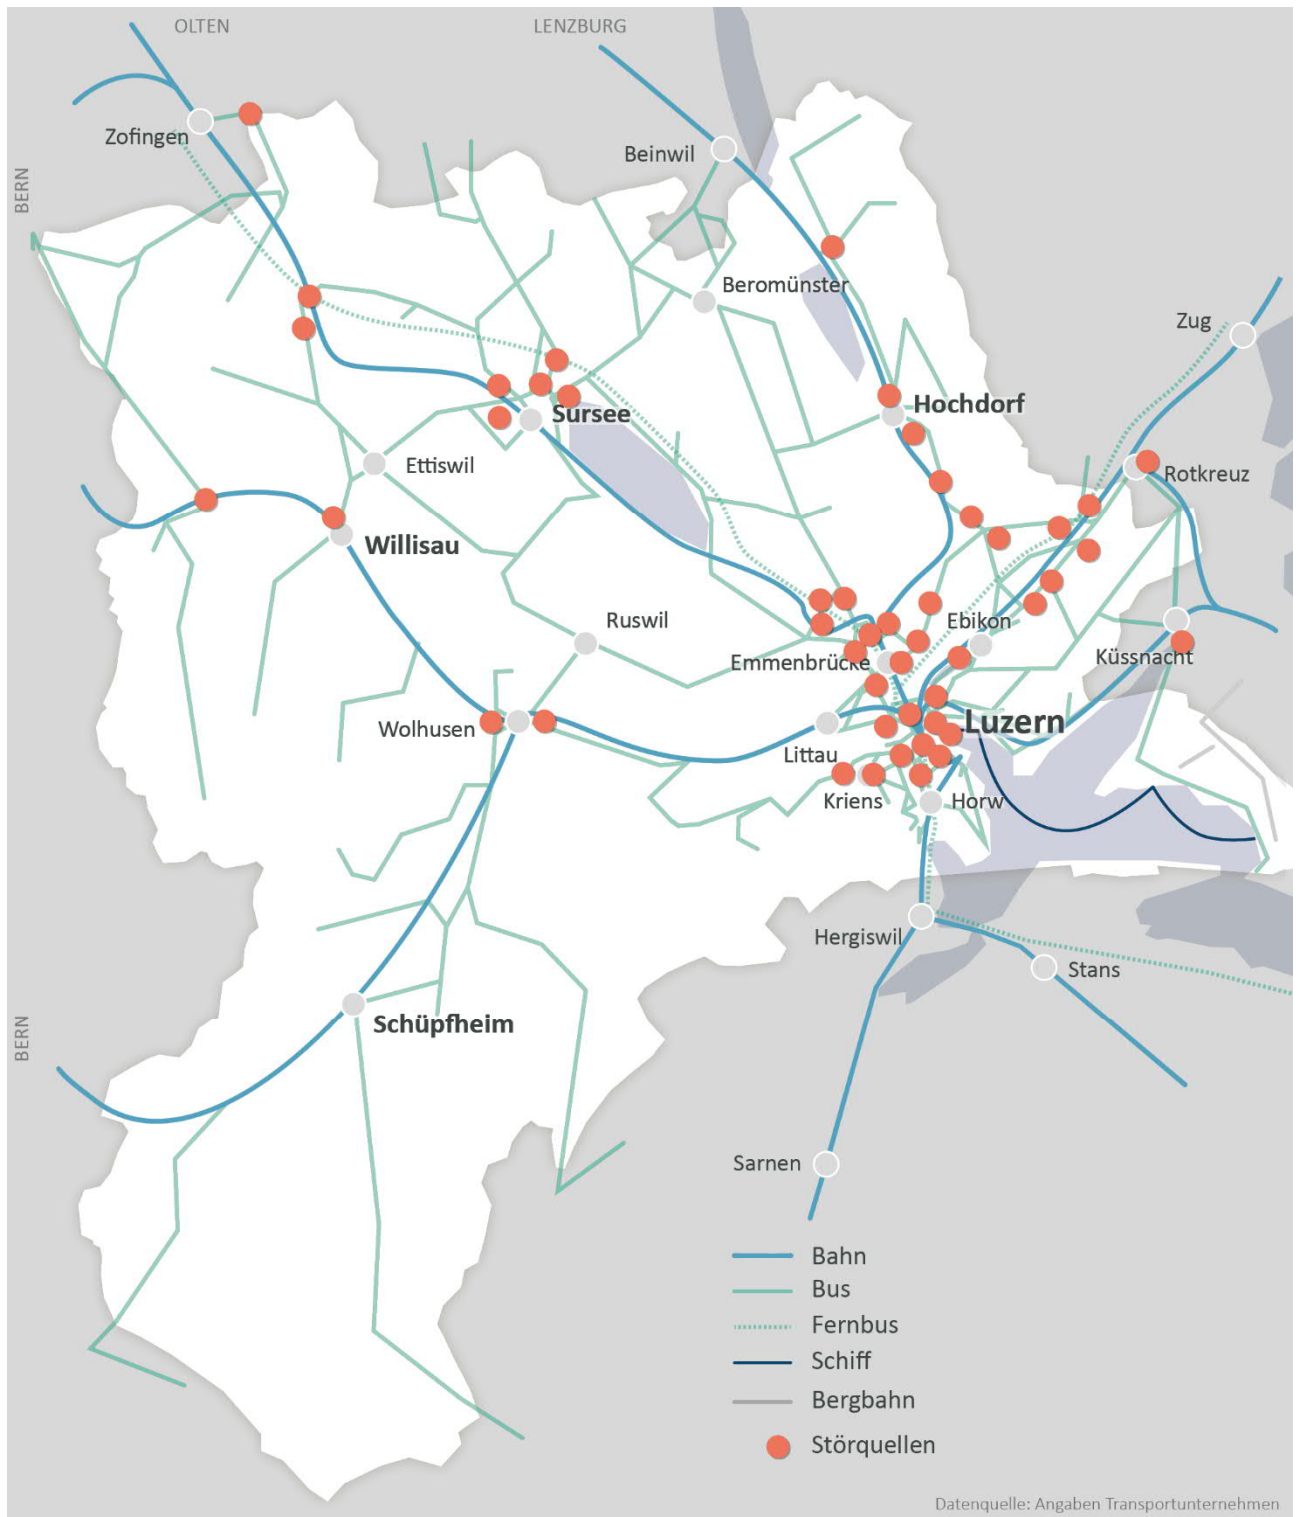 OLTEN
LENZBURG
Zofingen
Beinwil
BERN
Beromünster
Zug
Hochdorf
Sursee
Ettiswil
Rotkreuz
Willisau
Ruswil
Ebikon
Emmenbrücke
Küssnacht
Luzern
Wolhusen
Littau
Kriens
Horw
Hergiswil
Stans
Schüpfheim
BERN
Sarnen
Bahn
Bus
Fernbus
Schiff
Bergbahn
Störquellen
Datenquelle: Angaben Transportunternehmen